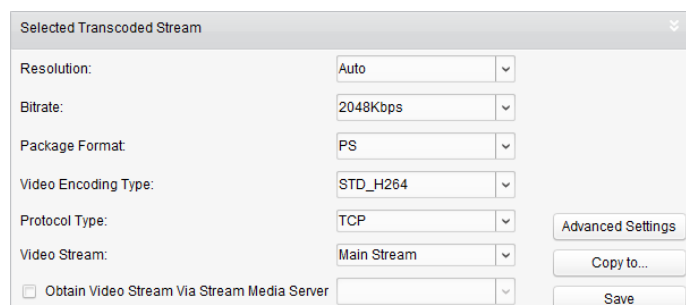 Selected Transcoded Stream
Resolution: Auto
Bitrate: 2048Kbps
Package Format: PS
Video Encoding Type: STD_H264
Protocol Type: TCP
Advanced Settings
Video Stream: Main Stream
Copy to...
Obtain Video Stream Via Stream Media Server
Save